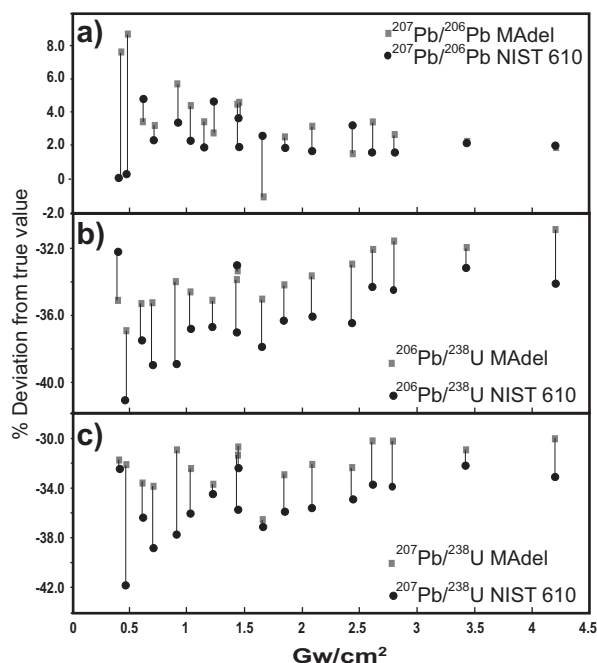 a)
²⁰⁷Pb/²⁰⁶Pb MAdel
²⁰⁷Pb/²⁰⁶Pb NIST 610
8.0
6.0
4.0
2.0
0
-2.0
b)
-32.0
-36.0
-40.0
²⁰⁶Pb/²³⁸U MAdel
²⁰⁶Pb/²³⁸U NIST 610
c)
-30.0
-34.0
-38.0
-42.0
²⁰⁷Pb/²³⁸U MAdel
²⁰⁷Pb/²³⁸U NIST 610
% Deviation from true value
0 0.5 1 1.5 2 2.5 3 3.5 4 4.5
Gw/cm²